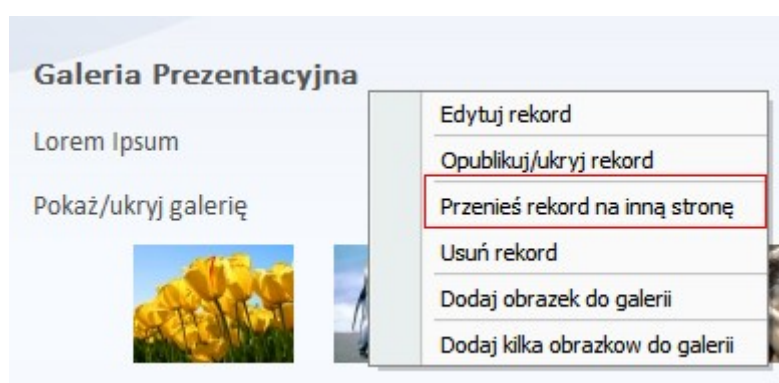 Galeria Prezentacyjna
Lorem Ipsum
Pokaż/ukryj galerię
Edytuj rekord
Opublikuj/ukryj rekord
Przenieś rekord na inną stronę
Usuń rekord
Dodaj obrazek do galerii
Dodaj kilka obrazkow do galerii